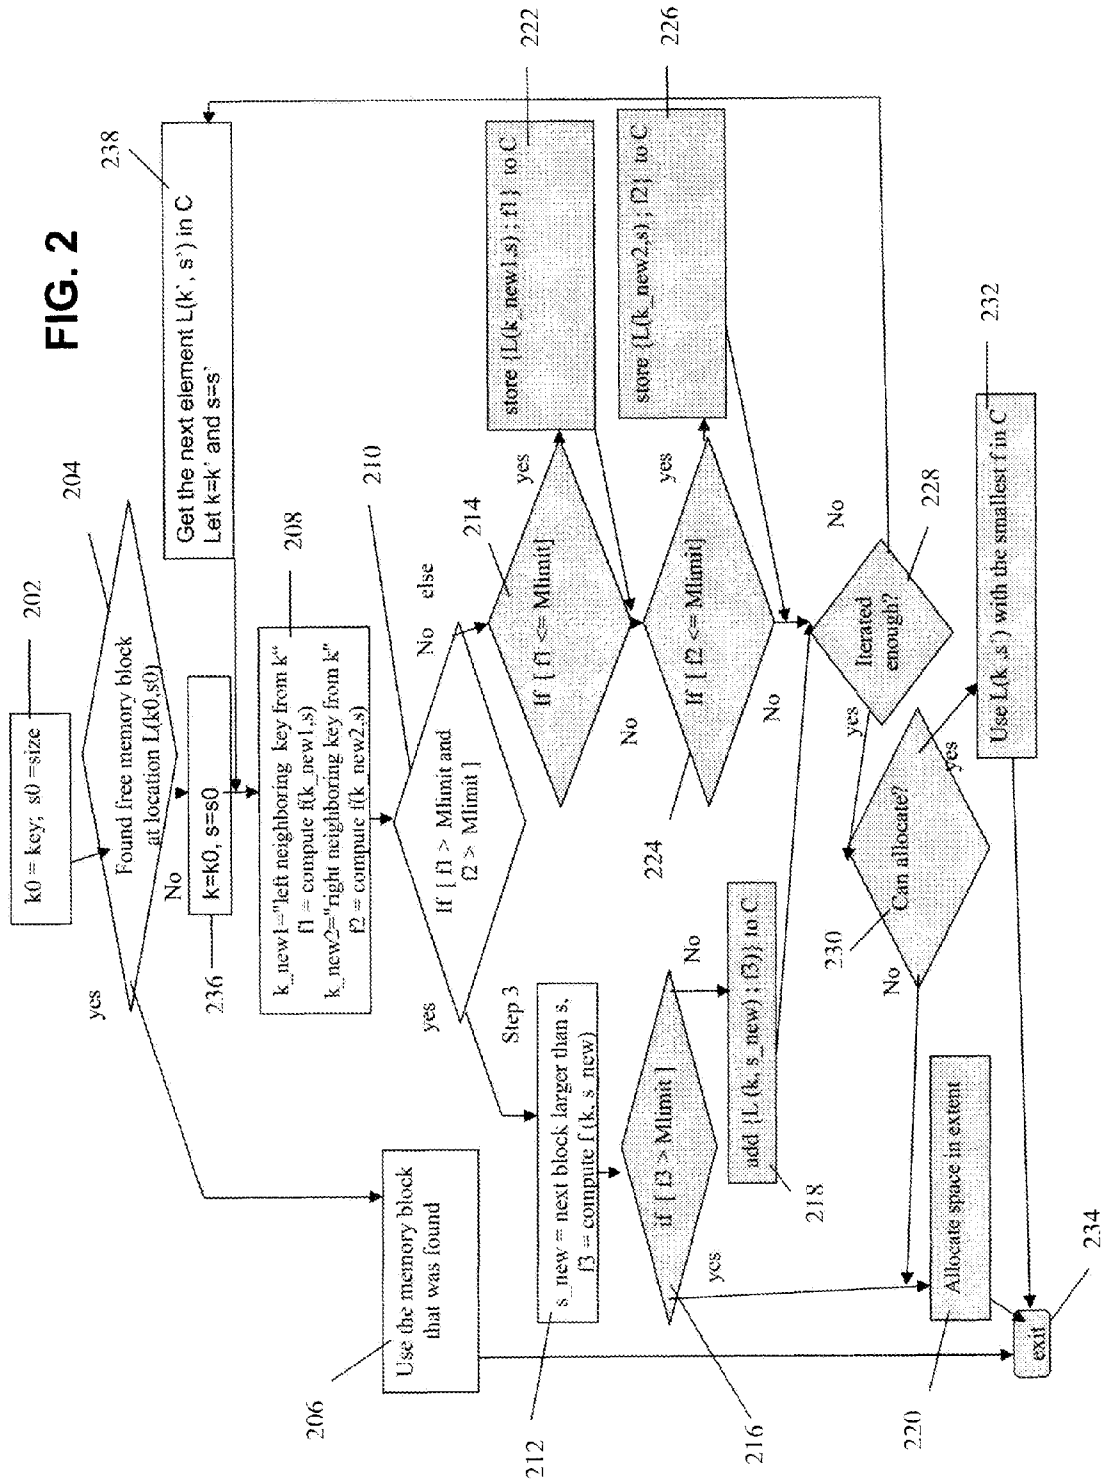 FIG. 2
k0 = key; s0 =size
202
Found free memory block
at location L(k0,s0)
204
yes
No
k=k0, s=s0
236
Get the next element L(k`, s`) in C
Let k=k' and s=s'
238
k_new1="left neighboring key from k"
f1 = compute f(k_new1,s)
k_new2="right neighboring key from k"
f2 = compute f(k_new2,s)
208
Use the memory block
that was found
206
If [ f1 > Mlimit and
f2 > Mlimit ]
210
yes
No
else
Step 3
s_new = next block larger than s,
f3 = compute f (k, s_new)
212
If [ f1 <= Mlimit]
214
yes
No
store {L(k_new1,s) ; f1} to C
222
if [ f3 > Mlimit ]
216
yes
No
add {L (k, s_new) ; f3)} to C
218
If [ f2 <= Mlimit]
224
yes
No
store {L(k_new2,s) ; f2} to C
226
Iterated
enough?
228
No
yes
Can allocate?
230
No
yes
Use L(k`,s`) with the smallest f in C
232
Allocate space in extent
220
exit
234